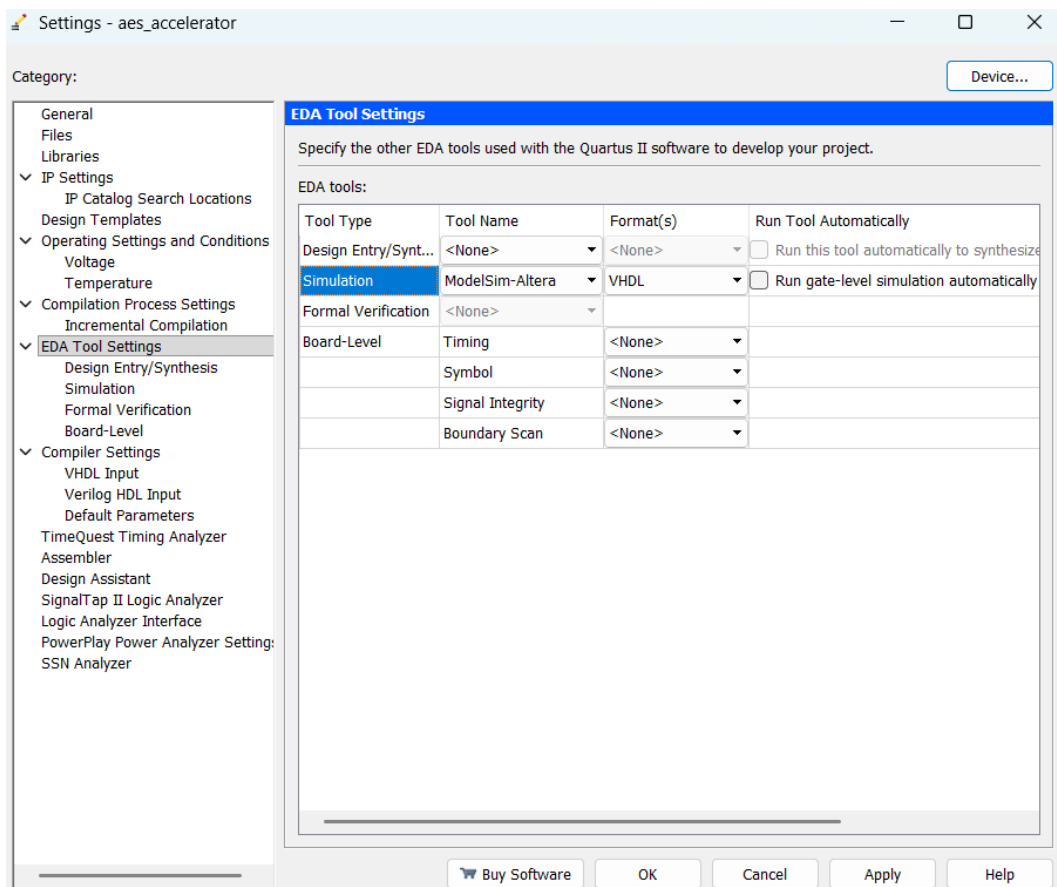 Settings - aes_accelerator
Category:
Device...
General
Files
Libraries
IP Settings
IP Catalog Search Locations
Design Templates
Operating Settings and Conditions
Voltage
Temperature
Compilation Process Settings
Incremental Compilation
EDA Tool Settings
Design Entry/Synthesis
Simulation
Formal Verification
Board-Level
Compiler Settings
VHDL Input
Verilog HDL Input
Default Parameters
TimeQuest Timing Analyzer
Assembler
Design Assistant
SignalTap II Logic Analyzer
Logic Analyzer Interface
PowerPlay Power Analyzer Settings
SSN Analyzer
EDA Tool Settings
Specify the other EDA tools used with the Quartus II software to develop your project.
EDA tools:
Tool Type Tool Name Format(s) Run Tool Automatically
Design Entry/Synt... <None> <None> Run this tool automatically to synthesize
Simulation ModelSim-Altera VHDL Run gate-level simulation automatically
Formal Verification <None>
Board-Level Timing <None>
Symbol <None>
Signal Integrity <None>
Boundary Scan <None>
Buy Software OK Cancel Apply Help